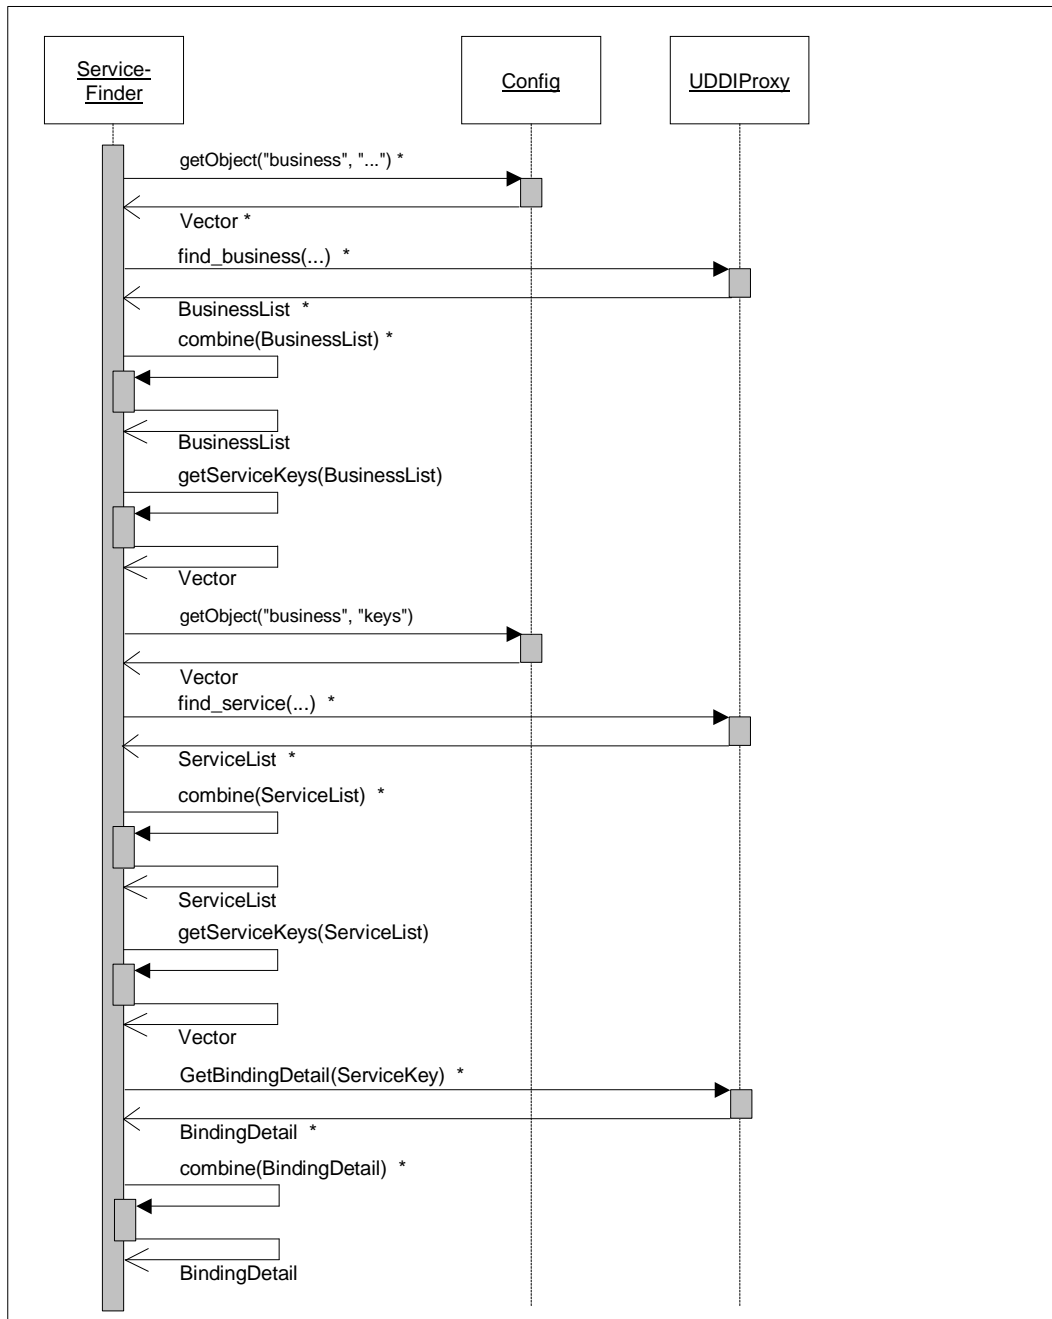 Service-
Finder
Config
UDDIProxy
getObject("business", "...") *
Vector *
find_business(...) *
BusinessList *
combine(BusinessList) *
BusinessList
getServiceKeys(BusinessList)
Vector
getObject("business", "keys")
Vector
find_service(...) *
ServiceList *
combine(ServiceList) *
ServiceList
getServiceKeys(ServiceList)
Vector
GetBindingDetail(ServiceKey) *
BindingDetail *
combine(BindingDetail) *
BindingDetail